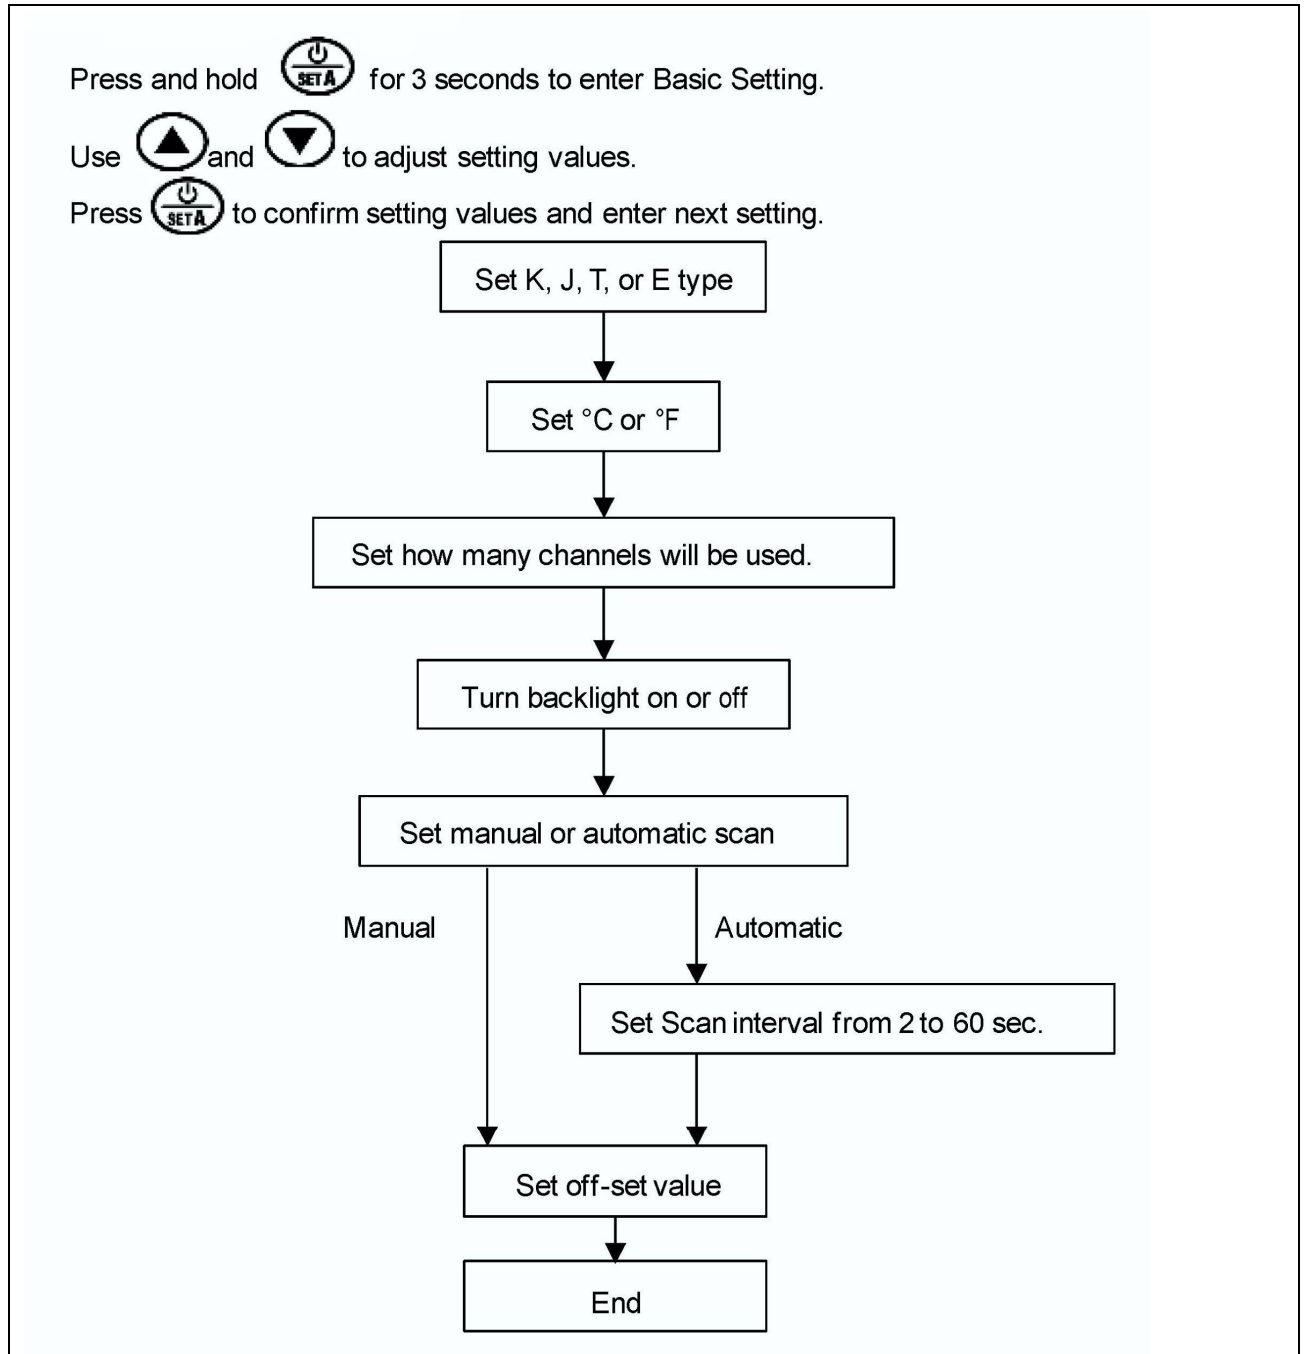 Press and hold SET A for 3 seconds to enter Basic Setting.
Use and to adjust setting values.
Press SET A to confirm setting values and enter next setting.
Set K, J, T, or E type
Set °C or °F
Set how many channels will be used.
Turn backlight on or off
Set manual or automatic scan
Manual
Automatic
Set Scan interval from 2 to 60 sec.
Set off-set value
End